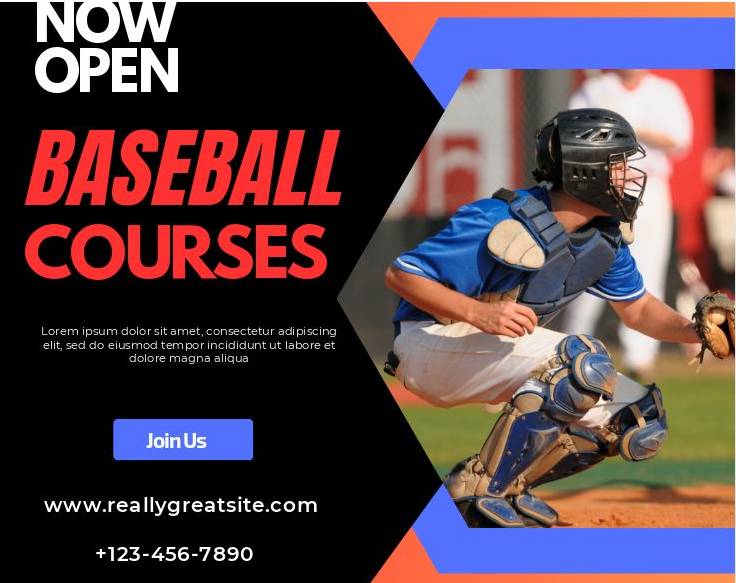 NOW
OPEN
BASEBALL
COURSES
Lorem ipsum dolor sit amet, consectetur adipiscing
elit, sed do eiusmod tempor incididunt ut labore et
dolore magna aliqua
Join Us
www.reallygreatsite.com
+123-456-7890